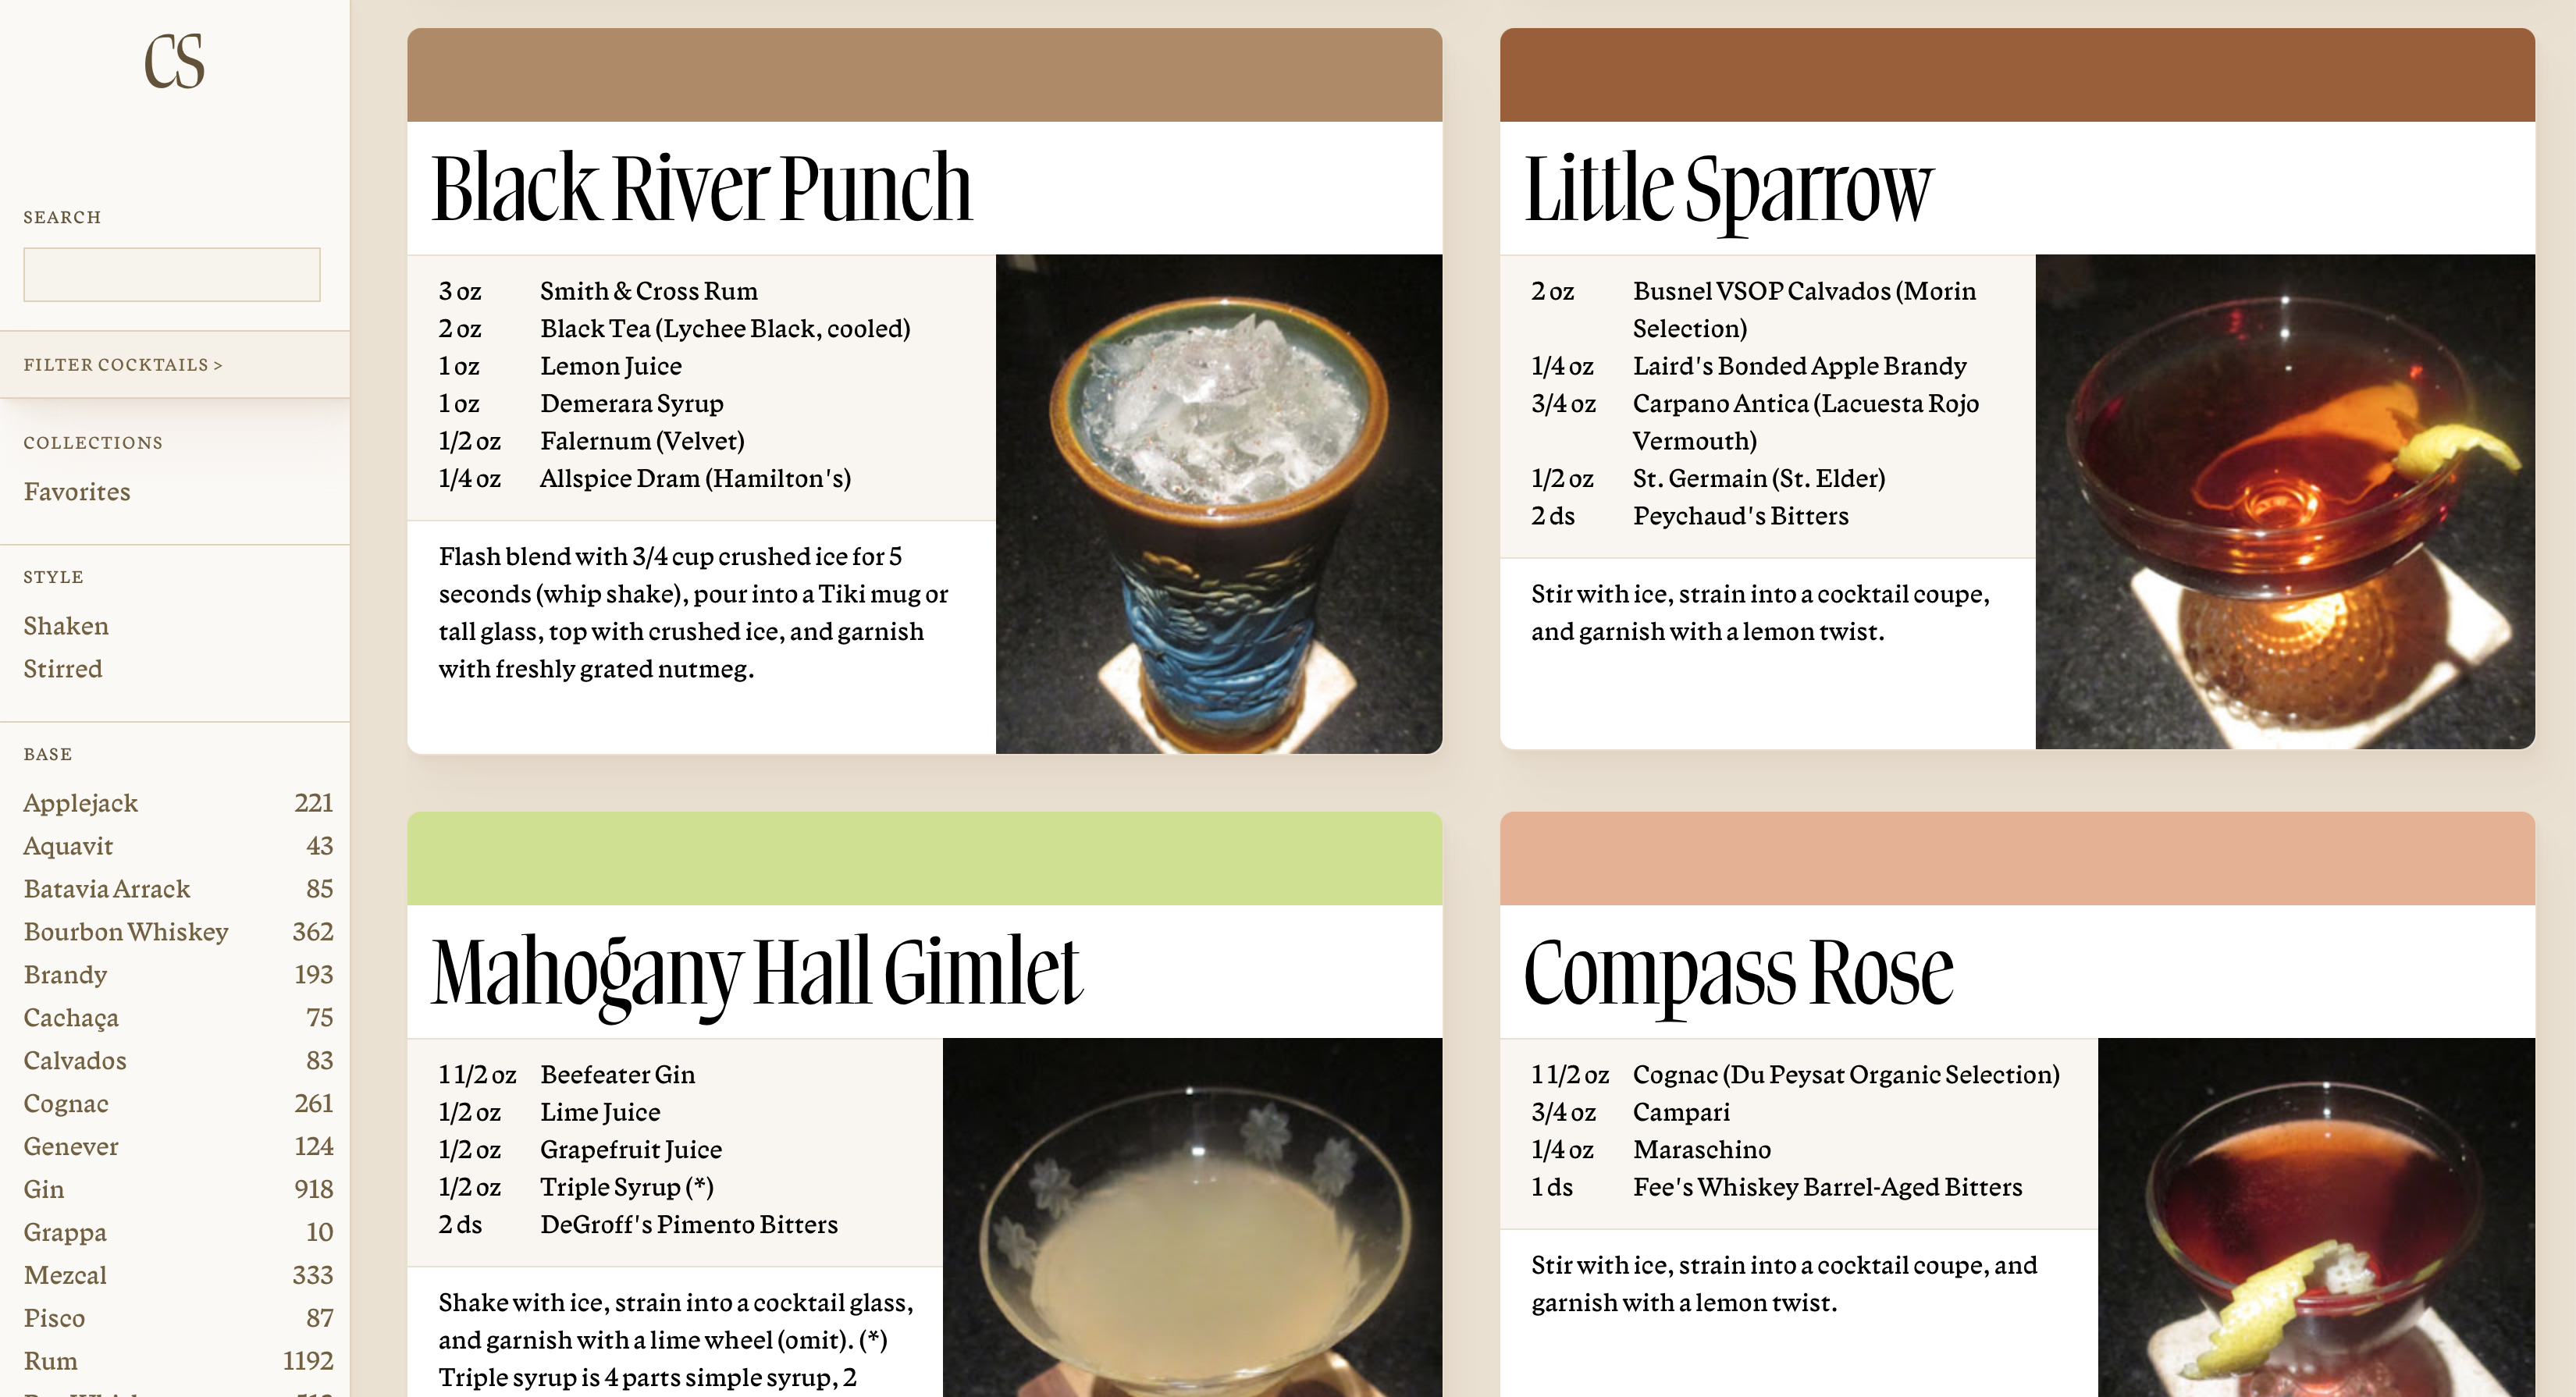 CS
SEARCH
FILTER COCKTAILS >
COLLECTIONS
Favorites
STYLE
Shaken
Stirred
BASE
Applejack 221
Aquavit 43
Batavia Arrack 85
Bourbon Whiskey 362
Brandy 193
Cachaça 75
Calvados 83
Cognac 261
Genever 124
Gin 918
Grappa 10
Mezcal 333
Pisco 87
Rum 1192
Black River Punch
3 oz Smith & Cross Rum
2 oz Black Tea (Lychee Black, cooled)
1 oz Lemon Juice
1 oz Demerara Syrup
1/2 oz Falernum (Velvet)
1/4 oz Allspice Dram (Hamilton's)
Flash blend with 3/4 cup crushed ice for 5
seconds (whip shake), pour into a Tiki mug or
tall glass, top with crushed ice, and garnish
with freshly grated nutmeg.
Little Sparrow
2 oz Busnel VSOP Calvados (Morin
Selection)
1/4 oz Laird's Bonded Apple Brandy
3/4 oz Carpano Antica (Lacuesta Rojo
Vermouth)
1/2 oz St. Germain (St. Elder)
2 ds Peychaud's Bitters
Stir with ice, strain into a cocktail coupe,
and garnish with a lemon twist.
Mahogany Hall Gimlet
1 1/2 oz Beefeater Gin
1/2 oz Lime Juice
1/2 oz Grapefruit Juice
1/2 oz Triple Syrup (*)
2 ds DeGroff's Pimento Bitters
Shake with ice, strain into a cocktail glass,
and garnish with a lime wheel (omit). (*)
Triple syrup is 4 parts simple syrup, 2
Compass Rose
1 1/2 oz Cognac (Du Peysat Organic Selection)
3/4 oz Campari
1/4 oz Maraschino
1 ds Fee's Whiskey Barrel-Aged Bitters
Stir with ice, strain into a cocktail coupe, and
garnish with a lemon twist.